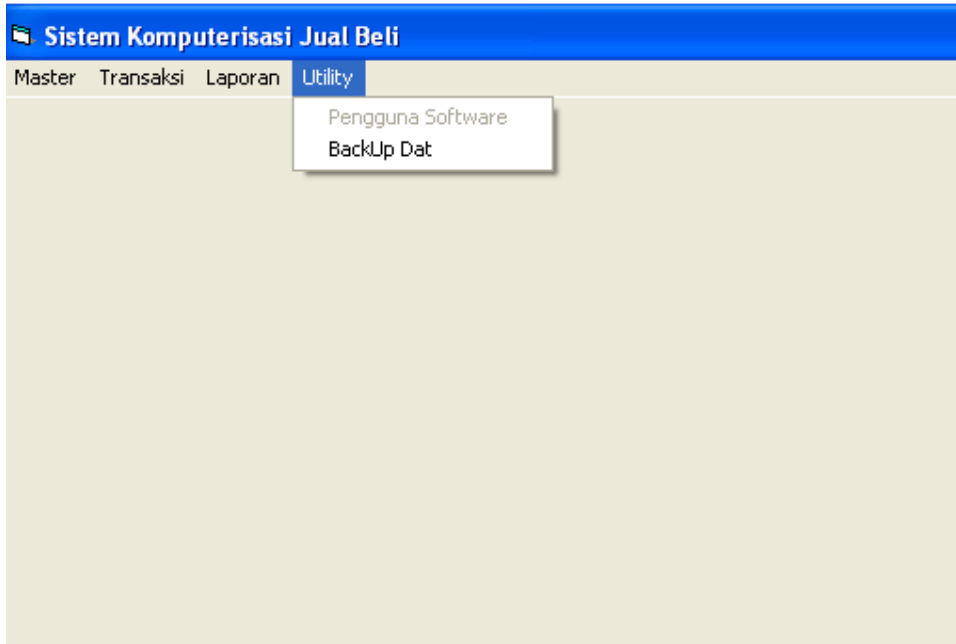 Sistem Komputerisasi Jual Beli
Master Transaksi Laporan Utility
Pengguna Software
BackUp Dat